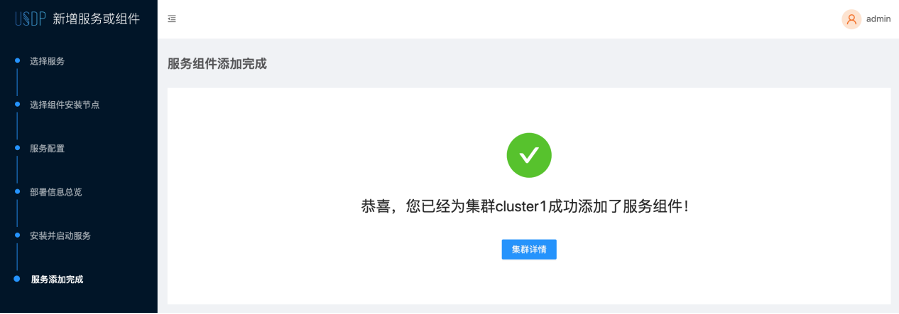 USDP 新增服务或组件
admin
选择服务
选择组件安装节点
服务配置
部署信息总览
安装并启动服务
服务添加完成
服务组件添加完成
恭喜，您已经为集群cluster1成功添加了服务组件！
集群详情